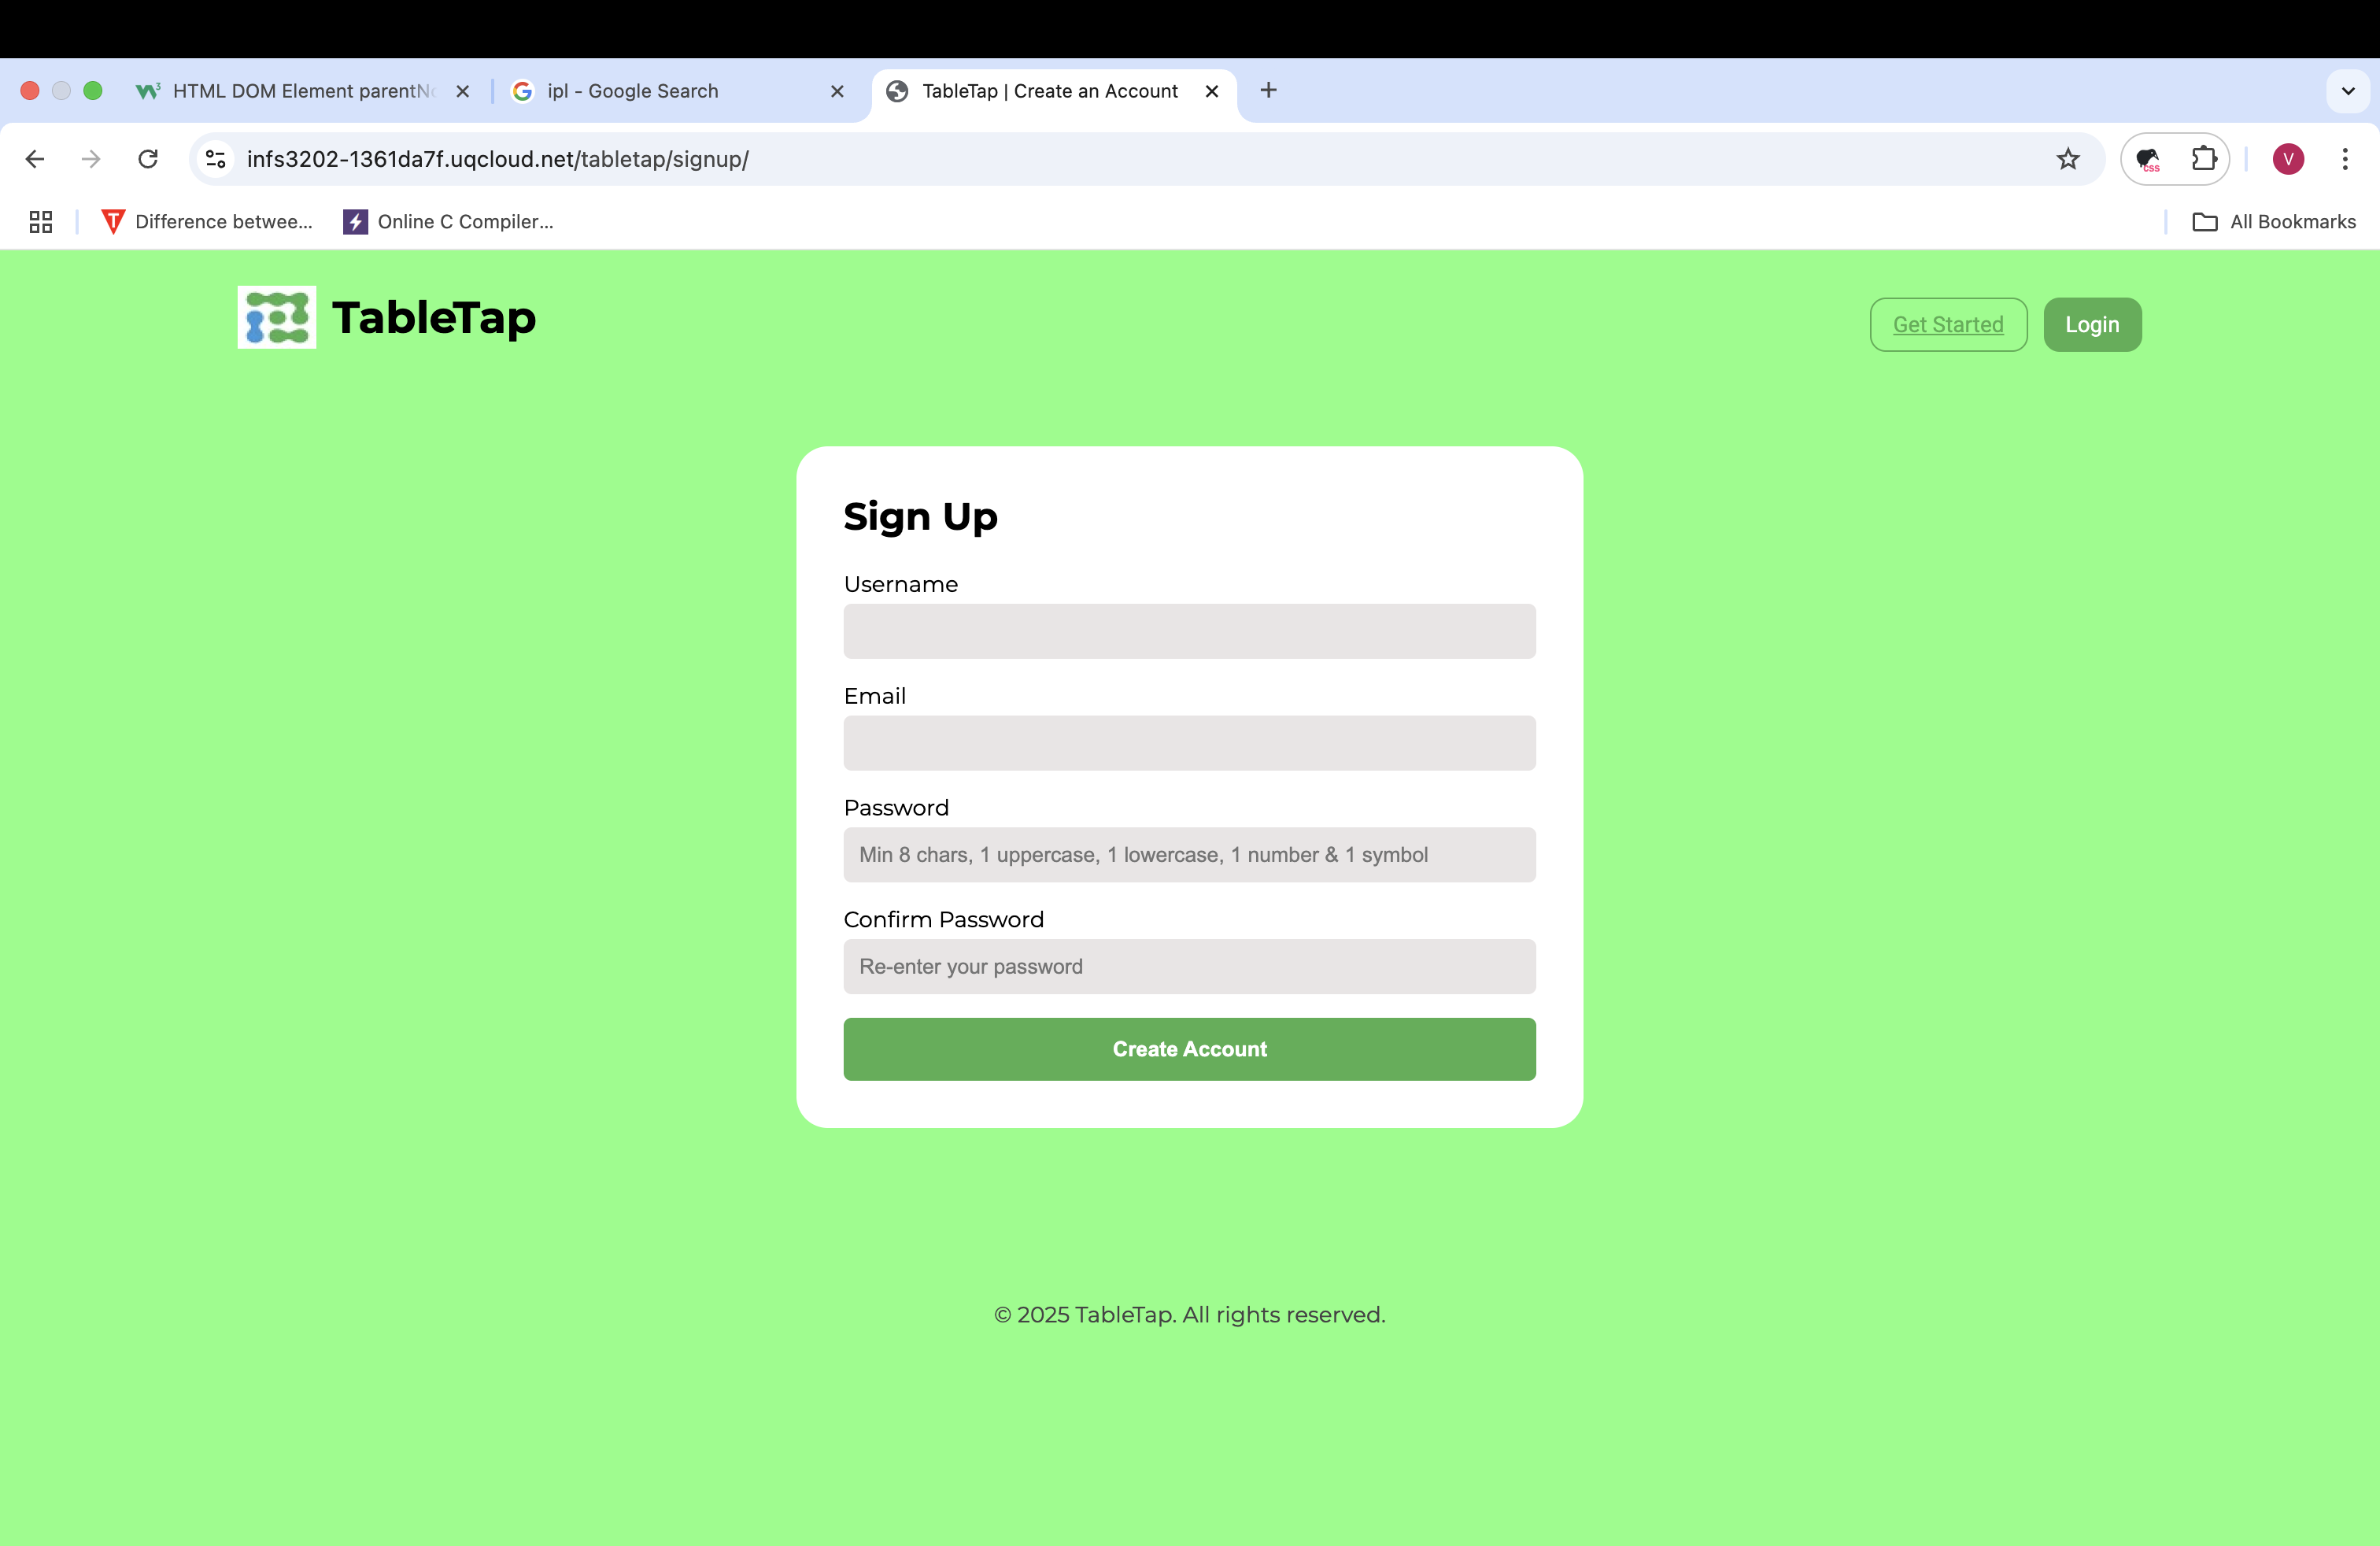 HTML DOM Element parentNo
ipl - Google Search
TableTap | Create an Account
infs3202-1361da7f.uqcloud.net/tabletap/signup/
css
V
Difference betwee...
Online C Compiler...
All Bookmarks
TableTap
Get Started
Login
Sign Up
Username
Email
Password
Min 8 chars, 1 uppercase, 1 lowercase, 1 number & 1 symbol
Confirm Password
Re-enter your password
Create Account
© 2025 TableTap. All rights reserved.